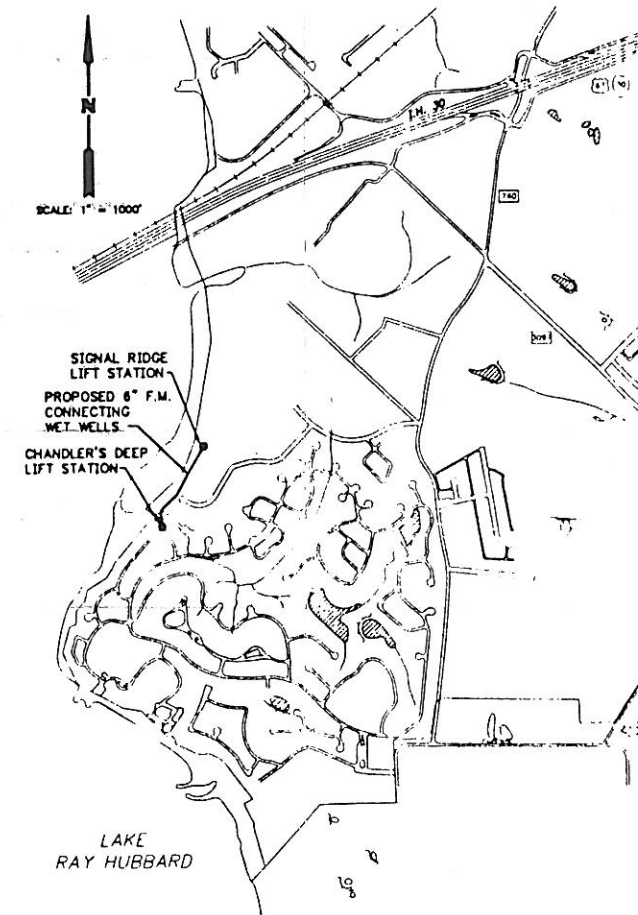 N
SCALE: 1" = 1000'
I.H. 30
740
SIGNAL RIDGE
LIFT STATION
PROPOSED 6" F.M.
CONNECTING
WET WELLS
CHANDLER'S DEEP
LIFT STATION
LAKE
RAY HUBBARD